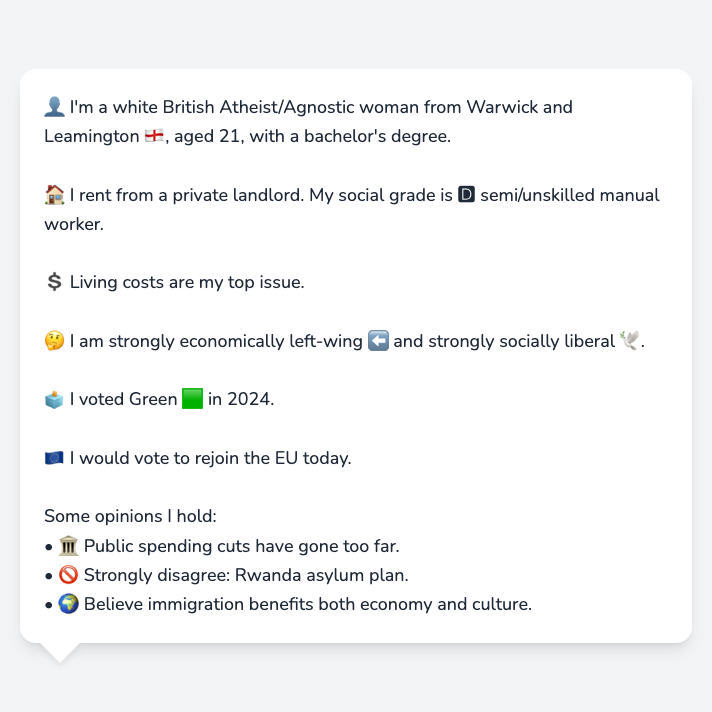 👤 I'm a white British Atheist/Agnostic woman from Warwick and
Leamington 🏴󠁧󠁢󠁥󠁮󠁧󠁿, aged 21, with a bachelor's degree.
🏠 I rent from a private landlord. My social grade is 🅳 semi/unskilled manual
worker.
💲 Living costs are my top issue.
🤔 I am strongly economically left-wing ⬅️ and strongly socially liberal 🕊️.
🗳️ I voted Green 🟩 in 2024.
🇪🇺 I would vote to rejoin the EU today.
Some opinions I hold:
• 🏛️ Public spending cuts have gone too far.
• 🚫 Strongly disagree: Rwanda asylum plan.
• 🌍 Believe immigration benefits both economy and culture.